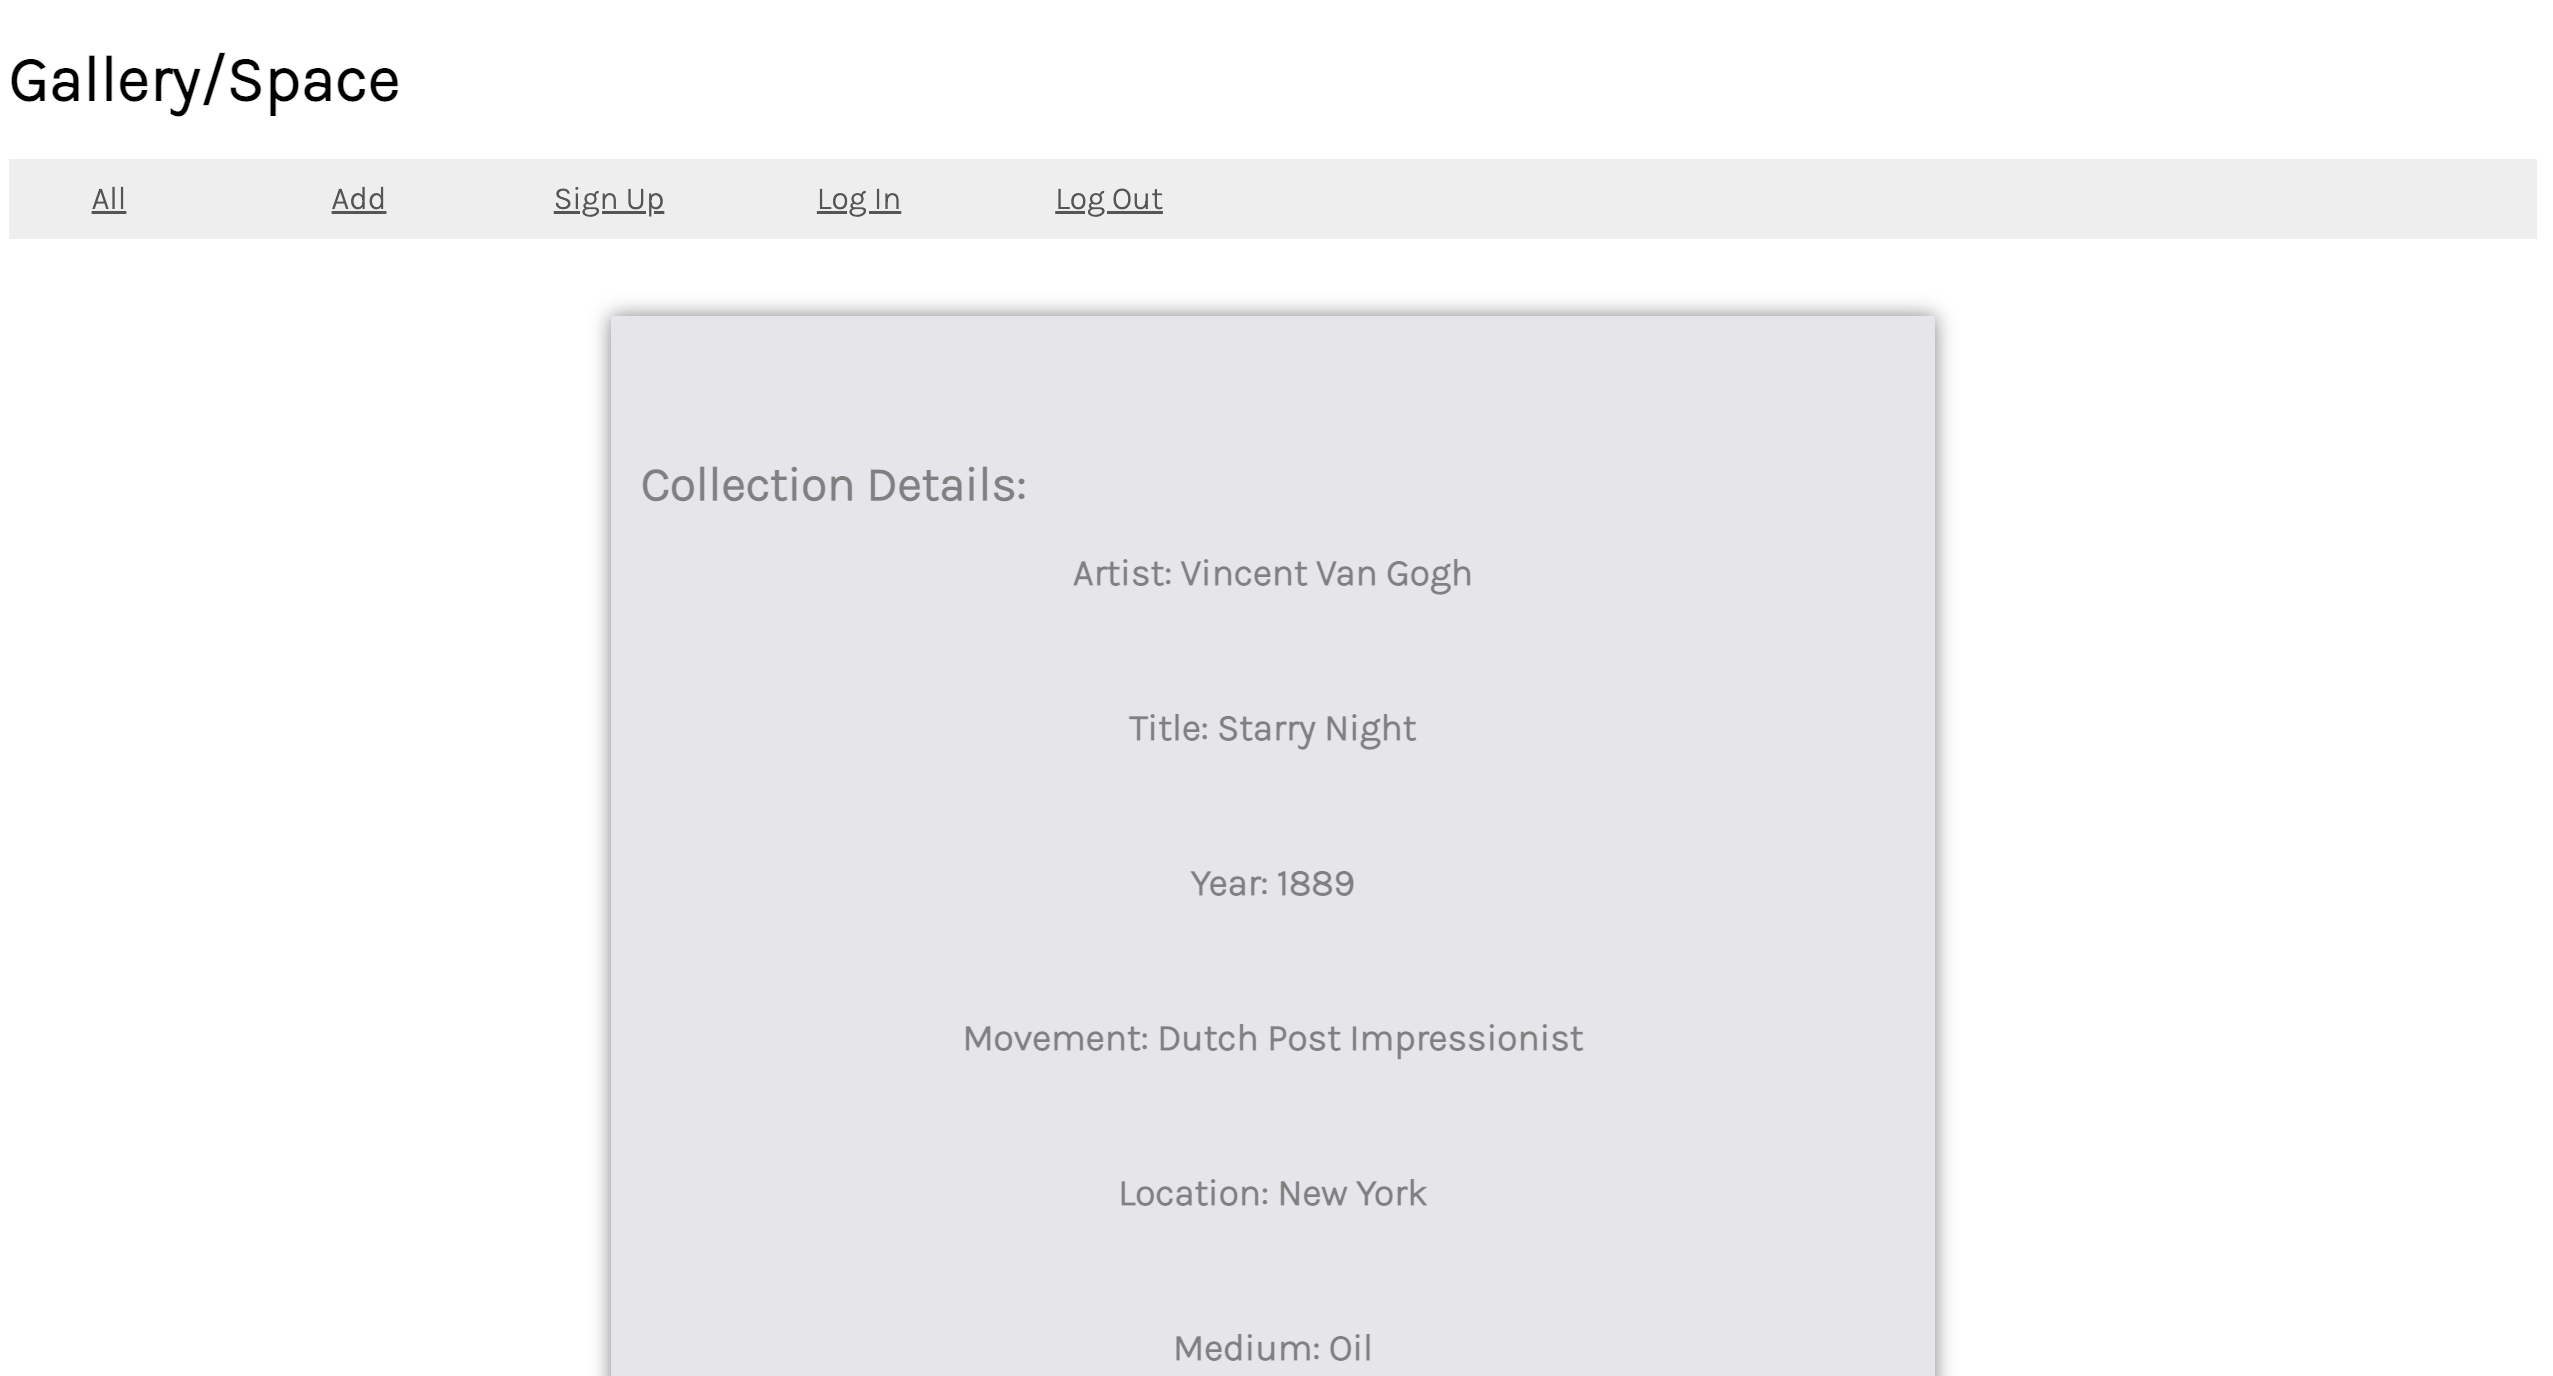 Gallery/Space
All Add Sign Up Log In Log Out
Collection Details:
Artist: Vincent Van Gogh
Title: Starry Night
Year: 1889
Movement: Dutch Post Impressionist
Location: New York
Medium: Oil